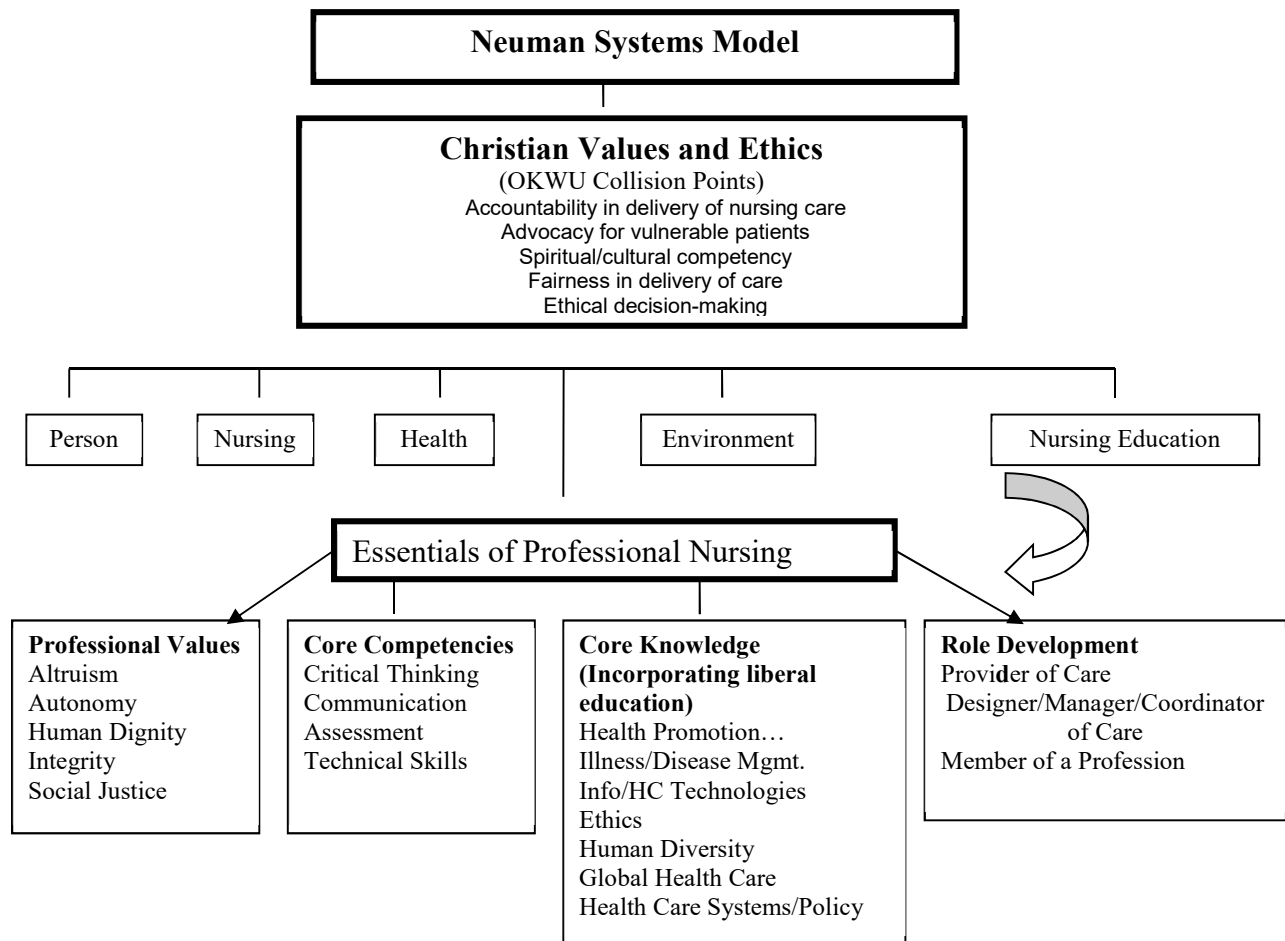 Neuman Systems Model
Christian Values and Ethics
(OKWU Collision Points)
Accountability in delivery of nursing care
Advocacy for vulnerable patients
Spiritual/cultural competency
Fairness in delivery of care
Ethical decision-making
Person
Nursing
Health
Environment
Nursing Education
Essentials of Professional Nursing
Professional Values
Altruism
Autonomy
Human Dignity
Integrity
Social Justice
Core Competencies
Critical Thinking
Communication
Assessment
Technical Skills
Core Knowledge
(Incorporating liberal
education)
Health Promotion…
Illness/Disease Mgmt.
Info/HC Technologies
Ethics
Human Diversity
Global Health Care
Health Care Systems/Policy
Role Development
Provider of Care
Designer/Manager/Coordinator
of Care
Member of a Profession